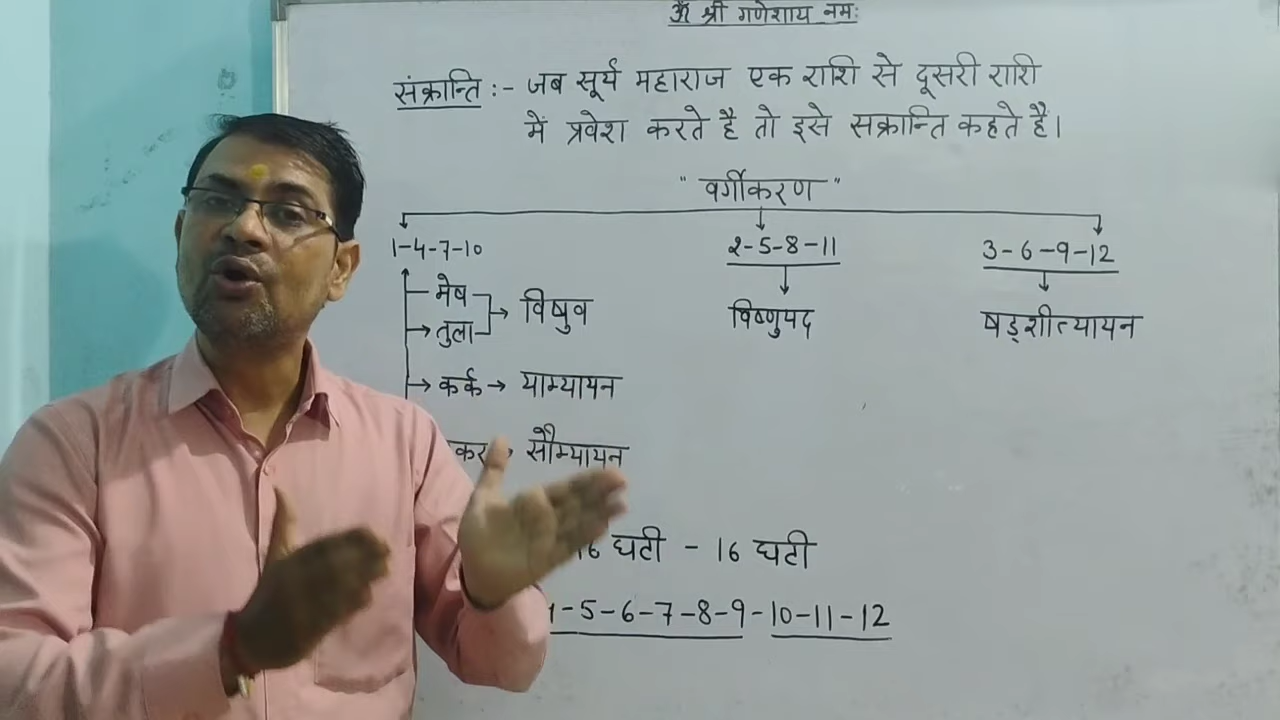 ॐ श्री गणेशाय नमः
संक्रान्ति :- जब सूर्य महाराज एक राशि से दूसरी राशि
में प्रवेश करते है तो इसे सक्रान्ति कहते है।
" वर्गीकरण "
1-4-7-10 2-5-8-11 3-6-9-12
मेष
तुला → विषुव विष्णुपद षड्शीत्यायन
→ कर्क → याम्यायन
कर → सौम्यायन
16 घटी - 16 घटी
-5-6-7-8-9-10-11-12